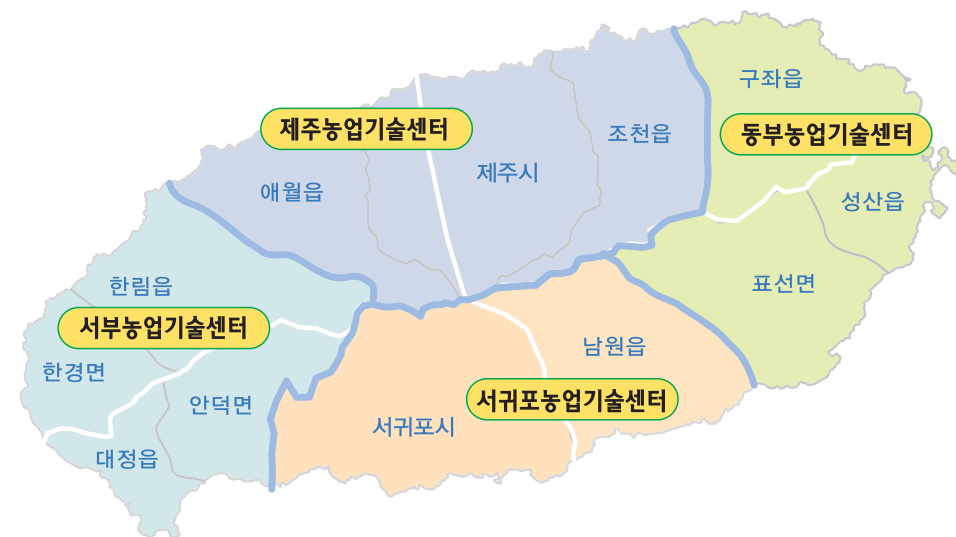 구좌읍
제주농업기술센터
조천읍
동부농업기술센터
제주시
애월읍
성산읍
한림읍
표선면
서부농업기술센터
남원읍
한경면
안덕면
서귀포농업기술센터
서귀포시
대정읍